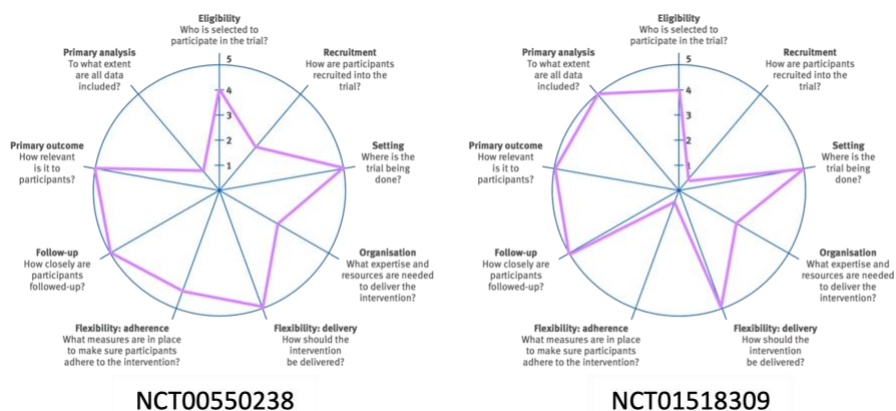 Eligibility
Who is selected to
participate in the trial?
Primary analysis
To what extent
are all data
included?
Recruitment
How are participants
recruited into the
trial?
5
4
3
2
1
Primary outcome
How relevant
is it to
participants?
Setting
Where is the
trial being
done?
Follow-up
How closely are
participants
followed-up?
Organisation
What expertise and
resources are needed
to deliver the
intervention?
Flexibility: adherence
What measures are in place
to make sure participants
adhere to the intervention?
Flexibility: delivery
How should the
intervention
be delivered?
NCT00550238
Eligibility
Who is selected to
participate in the trial?
Primary analysis
To what extent
are all data
included?
Recruitment
How are participants
recruited into the
trial?
5
4
3
2
1
Primary outcome
How relevant
is it to
participants?
Setting
Where is the
trial being
done?
Follow-up
How closely are
participants
followed-up?
Organisation
What expertise and
resources are needed
to deliver the
intervention?
Flexibility: adherence
What measures are in place
to make sure participants
adhere to the intervention?
Flexibility: delivery
How should the
intervention
be delivered?
NCT01518309